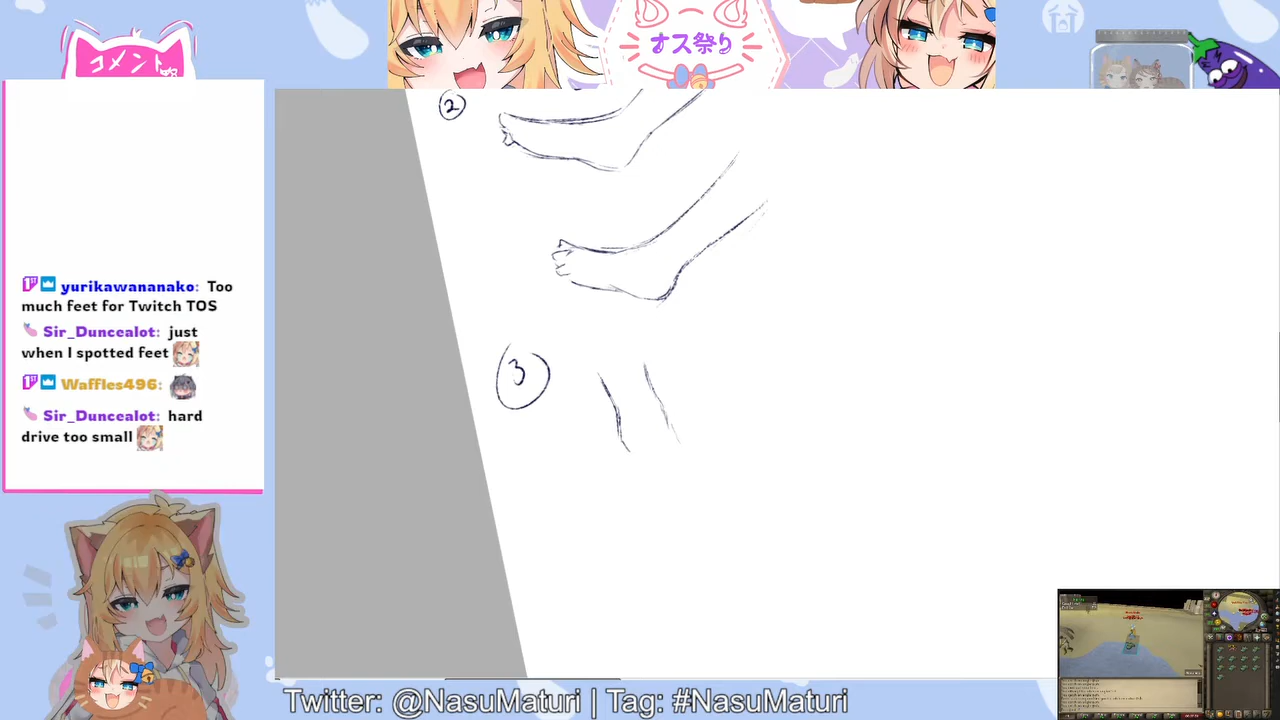 コメント
オス祭り
2
yurikawananako: Too
much feet for Twitch TOS
Sir_Duncealot: just
when I spotted feet
Waffles496:
Sir_Duncealot: hard
drive too small
3
Twitte @NasuMaturi | Tag: #NasuMaturi